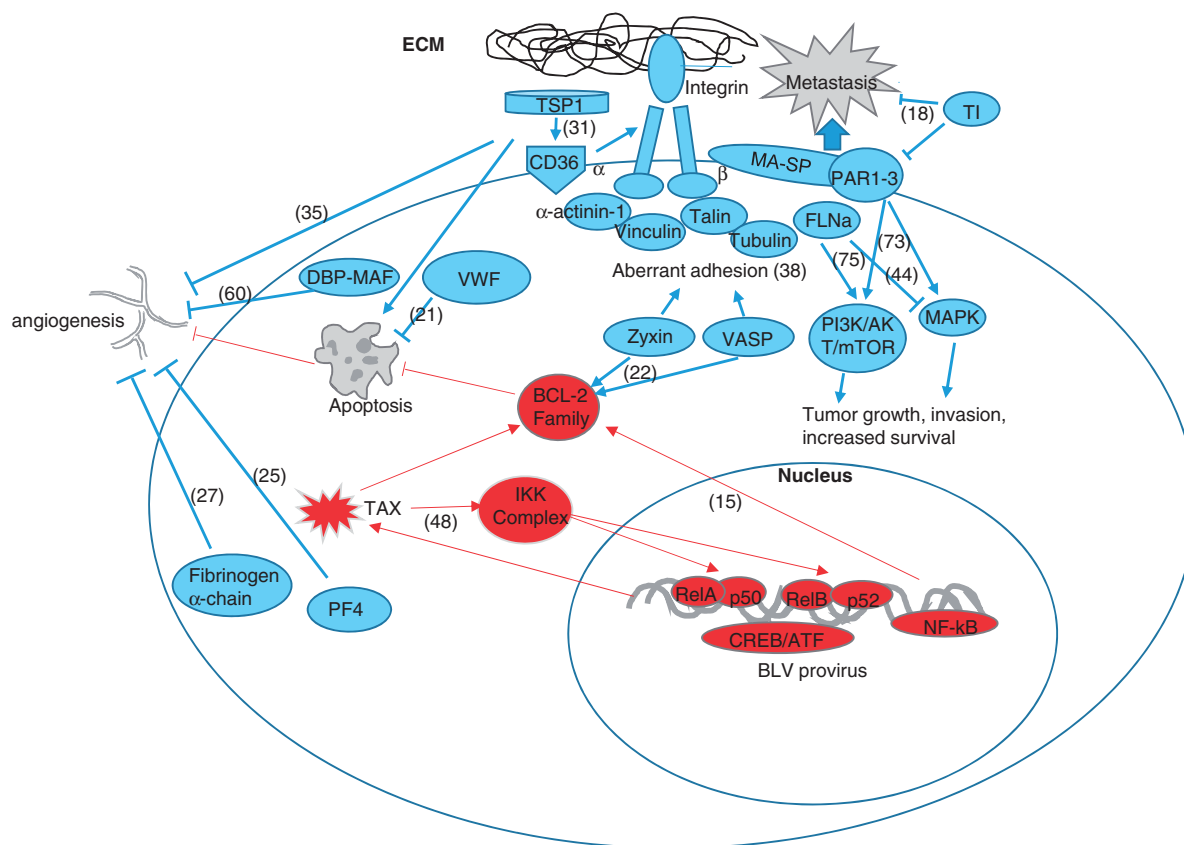 ECM
Integrin
Metastasis
TSP1
(31)
(18)
TI
CD36
α
β
MA-SP
PAR1-3
α-actinin-1
Vinculin
Talin
Tubulin
FLNa
(35)
(73)
(75)
(44)
Aberrant adhesion (38)
DBP-MAF
VWF
(60)
(21)
angiogenesis
Zyxin
VASP
PI3K/AK
T/mTOR
MAPK
(22)
Apoptosis
BCL-2
Family
Tumor growth, invasion,
increased survival
(25)
(27)
Nucleus
TAX
(48)
IKK
Complex
(15)
Fibrinogen
α-chain
PF4
RelA
p50
RelB
p52
NF-kB
CREB/ATF
BLV provirus